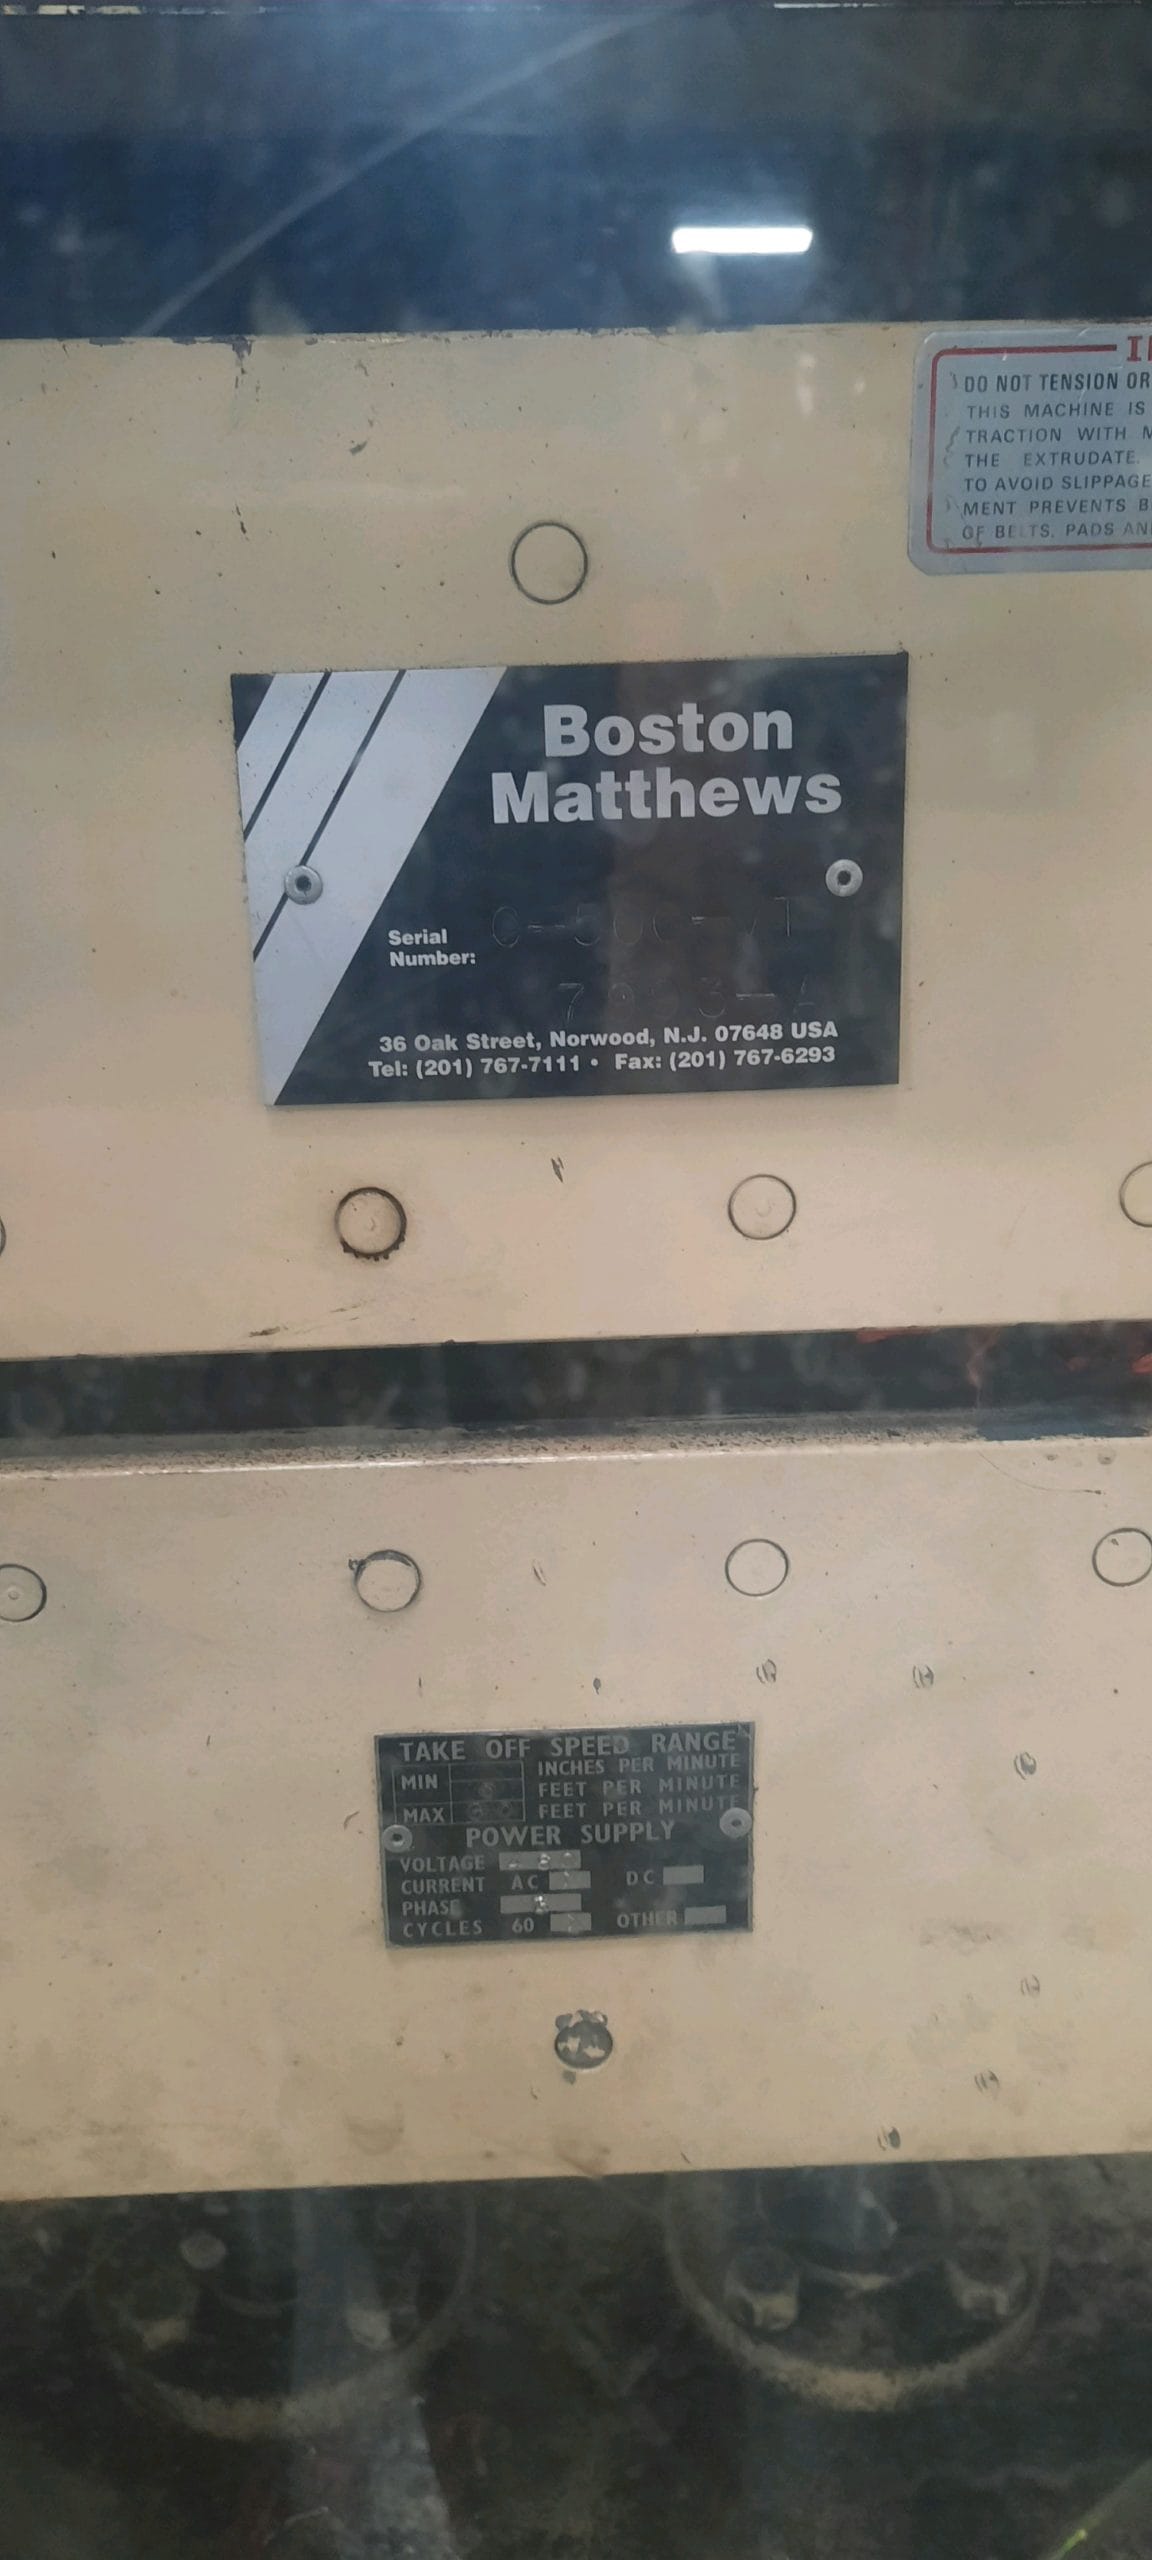 DO NOT TENSION OR
THIS MACHINE IS
TRACTION WITH
THE EXTRUDATE.
TO AVOID SLIPPAGE
MENT PREVENTS
OF BELTS, PADS
Boston
Matthews
Serial
Number:
36 Oak Street, Norwood, N.J. 07648 USA
Tel: (201) 767-7111 • Fax: (201) 767-6293
TAKE OFF SPEED RANGE
MIN INCHES PER MINUTE
FEET PER MINUTE
MAX FEET PER MINUTE
POWER SUPPLY
VOLTAGE
CURRENT AC DC
PHASE 3
CYCLES 60 OTHER